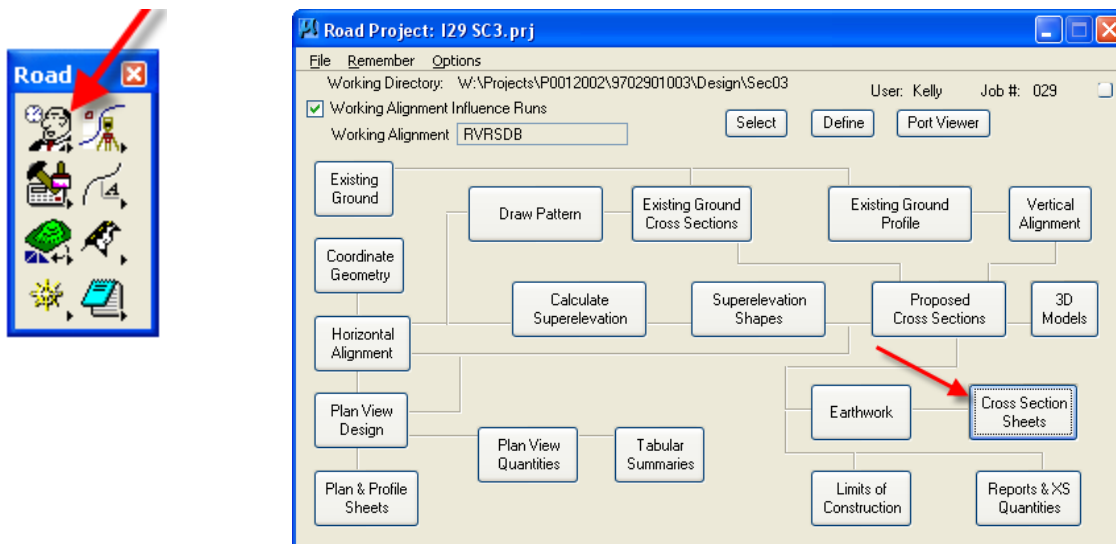 Road
Road Project: I29 SC3.prj
File Remember Options
Working Directory: W:\Projects\P0012002\9702901003\Design\Sec03
User: Kelly Job #: 029
Working Alignment Influence Runs
Working Alignment RVRSDB
Select Define Port Viewer
Existing
Ground
Draw Pattern
Existing Ground
Cross Sections
Existing Ground
Profile
Vertical
Alignment
Coordinate
Geometry
Calculate
Superelevation
Superelevation
Shapes
Proposed
Cross Sections
3D
Models
Horizontal
Alignment
Plan View
Design
Earthwork
Cross Section
Sheets
Plan View
Quantities
Tabular
Summaries
Plan & Profile
Sheets
Limits of
Construction
Reports & XS
Quantities